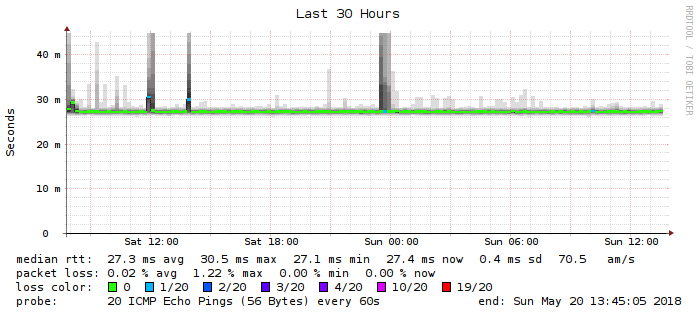 Last 30 Hours
RRDTOOL / TOBI OETIKER
Seconds
40 m
30 m
20 m
10 m
0
Sat 12:00 Sat 18:00 Sun 00:00 Sun 06:00 Sun 12:00
median rtt: 27.3 ms avg 30.5 ms max 27.1 ms min 27.4 ms now 0.4 ms sd 70.5 am/s
packet loss: 0.02 % avg 1.22 % max 0.00 % min 0.00 % now
loss color: 0 1/20 2/20 3/20 4/20 10/20 19/20
probe: 20 ICMP Echo Pings (56 Bytes) every 60s end: Sun May 20 13:45:05 2018